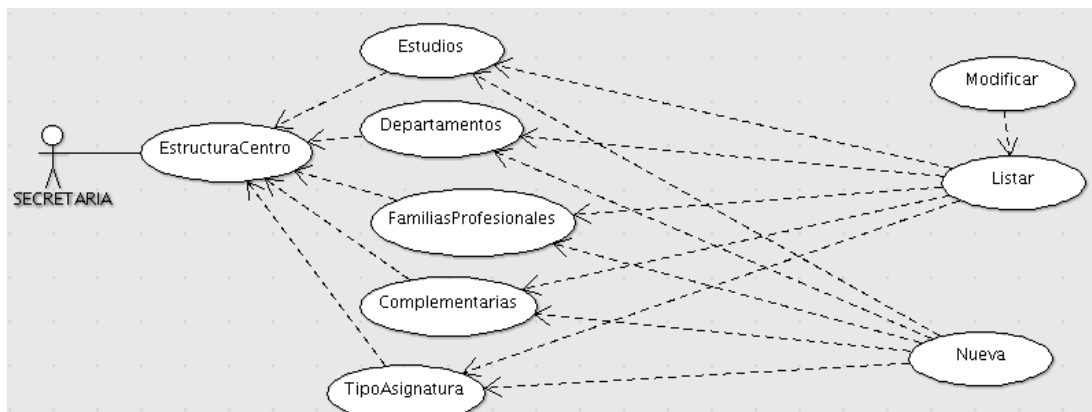 Estudios
Modificar
Departamentos
EstructuraCentro
Listar
SECRETARIA
FamiliasProfesionales
Complementarias
Nueva
TipoAsignatura